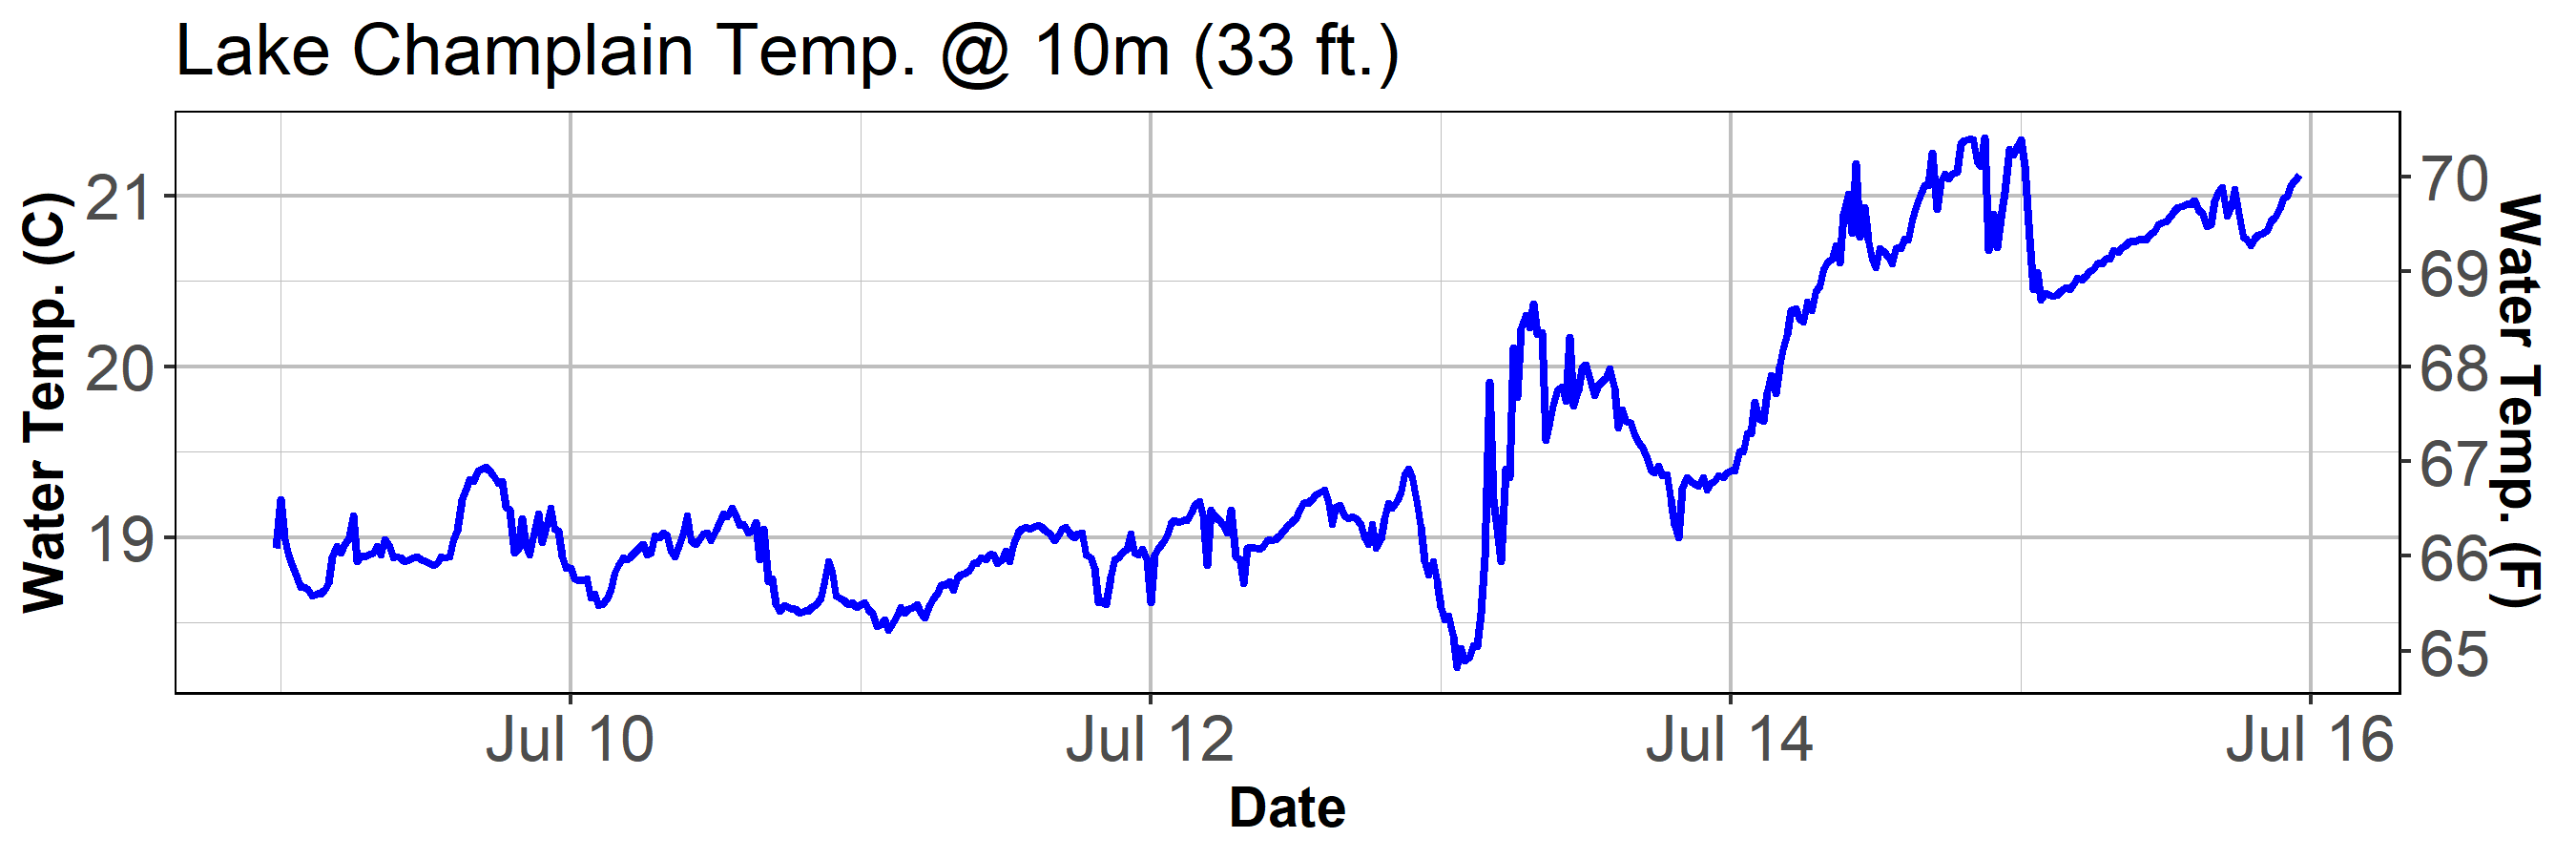 Lake Champlain Temp. @ 10m (33 ft.)
Water Temp. (C)
21
20
19
70
69
68
67
66
65
Water Temp. (F)
Jul 10
Jul 12
Jul 14
Jul 16
Date